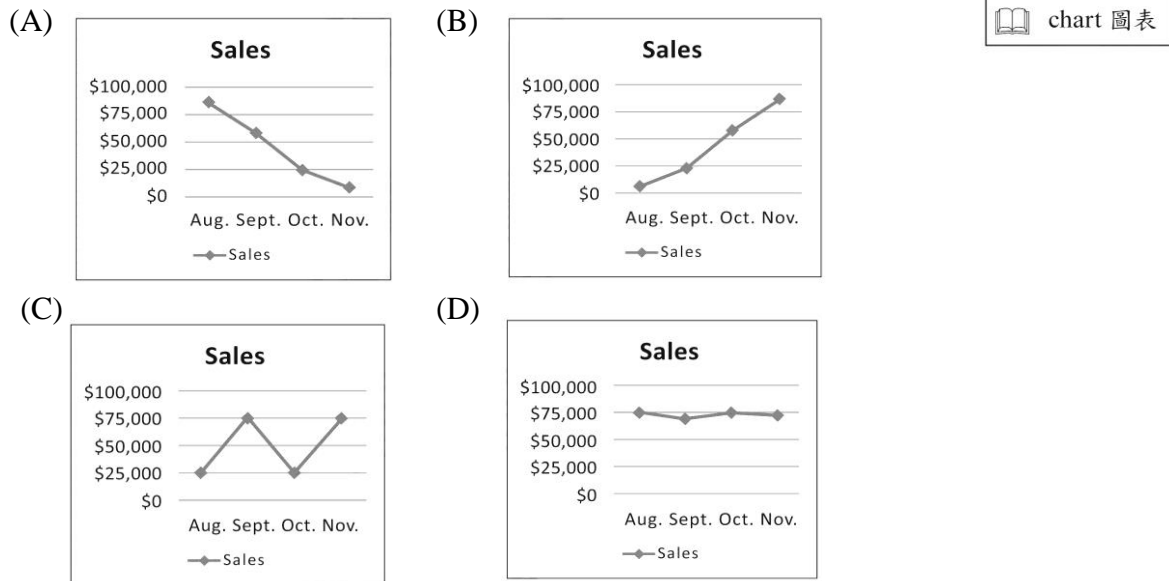 (A)
Sales
$100,000
$75,000
$50,000
$25,000
$0
Aug. Sept. Oct. Nov.
Sales
(B)
Sales
$100,000
$75,000
$50,000
$25,000
$0
Aug. Sept. Oct. Nov.
Sales
chart 圖表
(C)
Sales
$100,000
$75,000
$50,000
$25,000
$0
Aug. Sept. Oct. Nov.
Sales
(D)
Sales
$100,000
$75,000
$50,000
$25,000
$0
Aug. Sept. Oct. Nov.
Sales